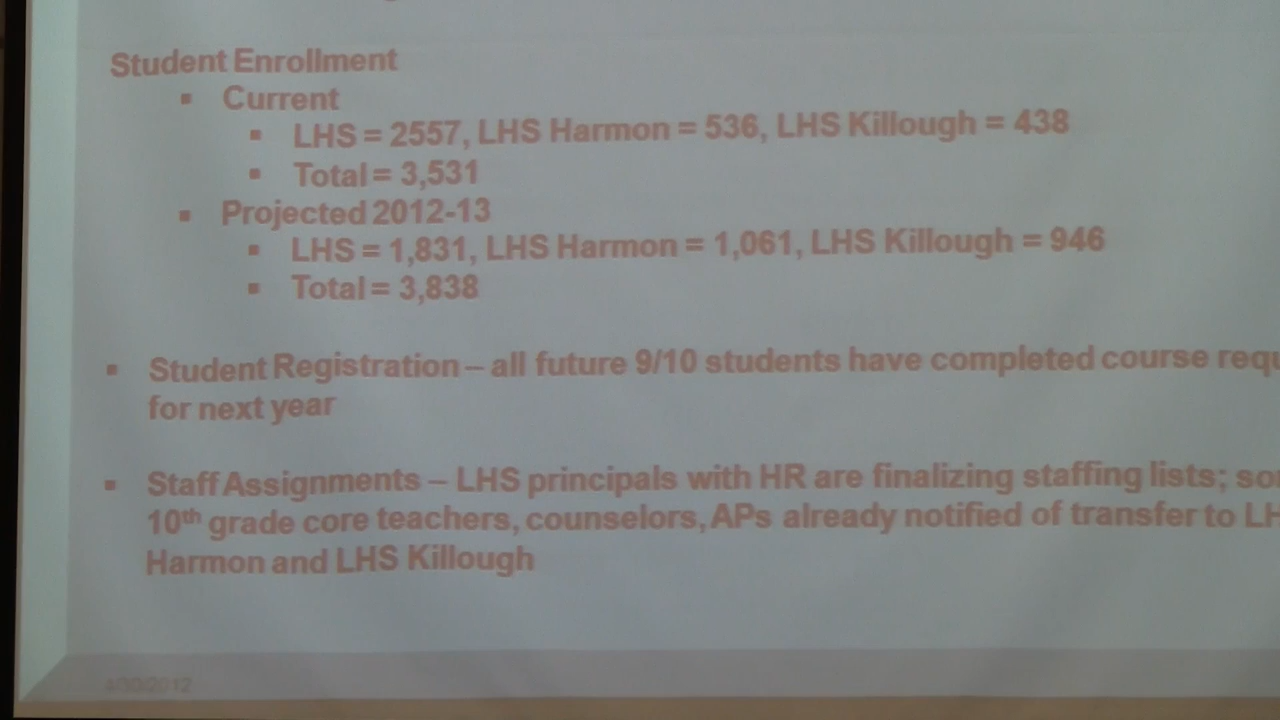 Student Enrollment
▪ Current
▪ LHS = 2557, LHS Harmon = 536, LHS Killough = 438
▪ Total = 3,531
▪ Projected 2012-13
▪ LHS = 1,831, LHS Harmon = 1,061, LHS Killough = 946
▪ Total = 3,838
▪ Student Registration – all future 9/10 students have completed course requ
for next year
▪ Staff Assignments – LHS principals with HR are finalizing staffing lists; so
10th grade core teachers, counselors, APs already notified of transfer to LH
Harmon and LHS Killough